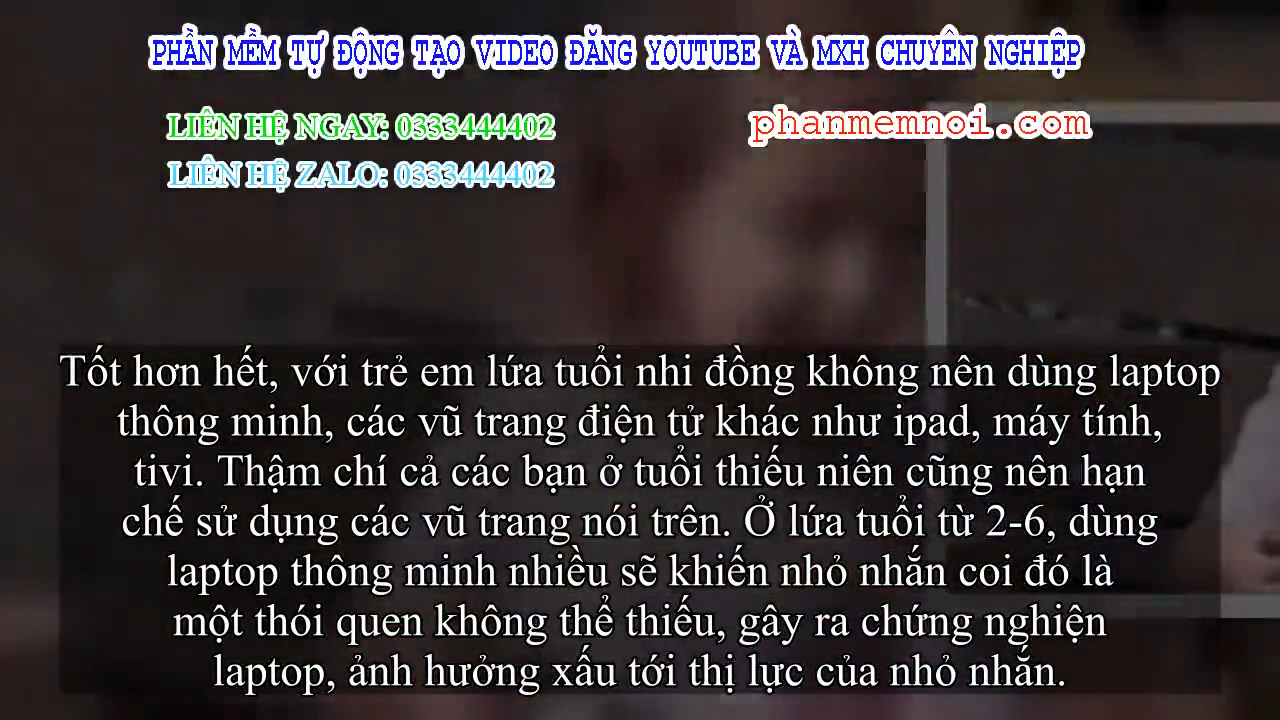 PHẦN MỀM TỰ ĐỘNG TẠO VIDEO ĐĂNG YOUTUBE VÀ MXH CHUYÊN NGHIỆP
LIÊN HỆ NGAY: 0333444402
phanmemnoi.com
LIÊN HỆ ZALO: 0333444402
Tốt hơn hết, với trẻ em lứa tuổi nhi đồng không nên dùng laptop
thông minh, các vũ trang điện tử khác như ipad, máy tính,
tivi. Thậm chí cả các bạn ở tuổi thiếu niên cũng nên hạn
chế sử dụng các vũ trang nói trên. Ở lứa tuổi từ 2-6, dùng
laptop thông minh nhiều sẽ khiến nhỏ nhắn coi đó là
một thói quen không thể thiếu, gây ra chứng nghiện
laptop, ảnh hưởng xấu tới thị lực của nhỏ nhắn.